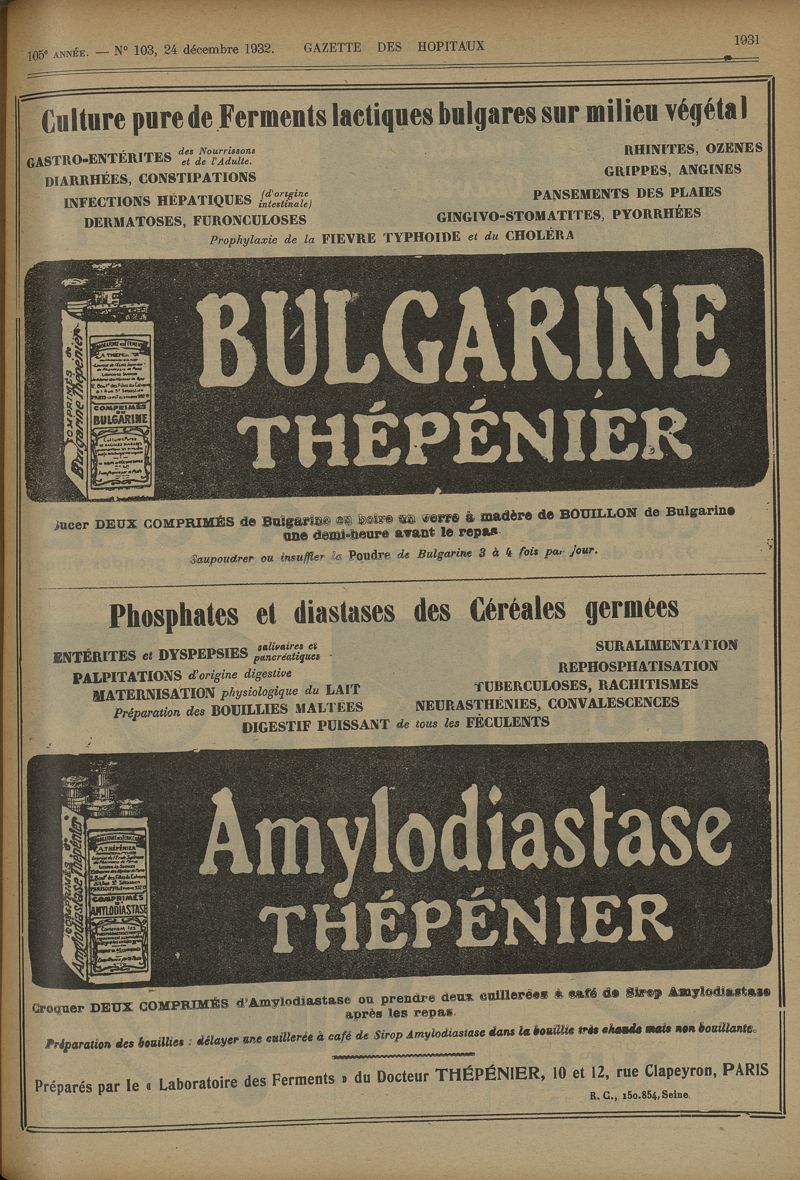 105e ANNÉE. — N° 103, 24 décembre 1932. GAZETTE DES HOPITAUX 1931
Culture pure de Ferments lactiques bulgares sur milieu végétal
GASTRO-ENTÉRITES des Nourrissons et de l'Adulte.
DIARRHÉES, CONSTIPATIONS
INFECTIONS HÉPATIQUES (d'origine intestinale)
DERMATOSES, FURONCULOSES
RHINITES, OZENES
GRIPPES, ANGINES
PANSEMENTS DES PLAIES
GINGIVO-STOMATITES, PYORRHÉES
Prophylaxie de la FIEVRE TYPHOIDE et du CHOLÉRA
COMPRIMÉS de
Bulgarine Thépénier
A. THÉPÉNIER
COMPRIMÉS
DE
BULGARINE
BULGARINE
THÉPÉNIER
Sucer DEUX COMPRIMÉS de Bulgarine ou boire un verre à madère de BOUILLON de Bulgarine
une demi-heure avant le repas.
Saupoudrer ou insuffler la Poudre de Bulgarine 3 à 4 fois par jour.
Phosphates et diastases des Céréales germées
ENTÉRITES et DYSPEPSIES salivaires et pancréatiques
PALPITATIONS d'origine digestive
MATERNISATION physiologique du LAIT
Préparation des BOUILLIES MALTÉES
SURALIMENTATION
REPHOSPHATISATION
TUBERCULOSES, RACHITISMES
NEURASTHÉNIES, CONVALESCENCES
DIGESTIF PUISSANT de tous les FÉCULENTS
COMPRIMÉS de
Amylodiastase Thépénier
A. THÉPÉNIER
COMPRIMÉS
AMYLODIASTASE
Amylodiastase
THÉPÉNIER
Croquer DEUX COMPRIMÉS d'Amylodiastase ou prendre deux cuillerées à café de Sirop Amylodiastase
après les repas.
Préparation des bouillies : délayer une cuillerée à café de Sirop Amylodiastase dans la bouillie très chaude mais non bouillante.
Préparés par le « Laboratoire des Ferments » du Docteur THÉPÉNIER, 10 et 12, rue Clapeyron, PARIS
R. C., 150.854, Seine